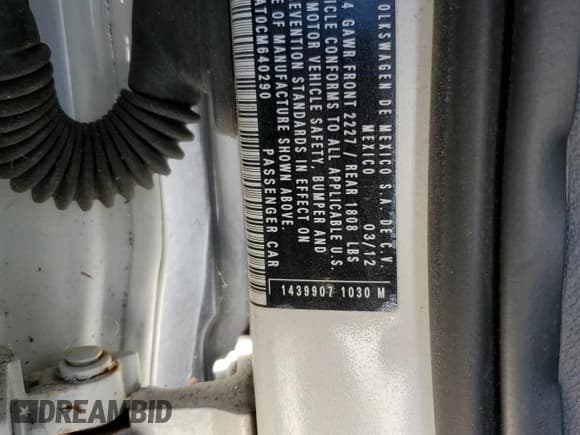 OLKSWAGEN DE MEXICO S.A. DE C.V.
MEXICO 03/12
4 GAWR FRONT 2227 / REAR 1808 LBS
ICLE CONFORMS TO ALL APPLICABLE U.S.
MOTOR VEHICLE SAFETY, BUMPER AND
EVENTION STANDARDS IN EFFECT ON
E OF MANUFACTURE SHOWN ABOVE.
AT0CM640290 PASSENGER CAR
1439907 1030 M
DREAMBID